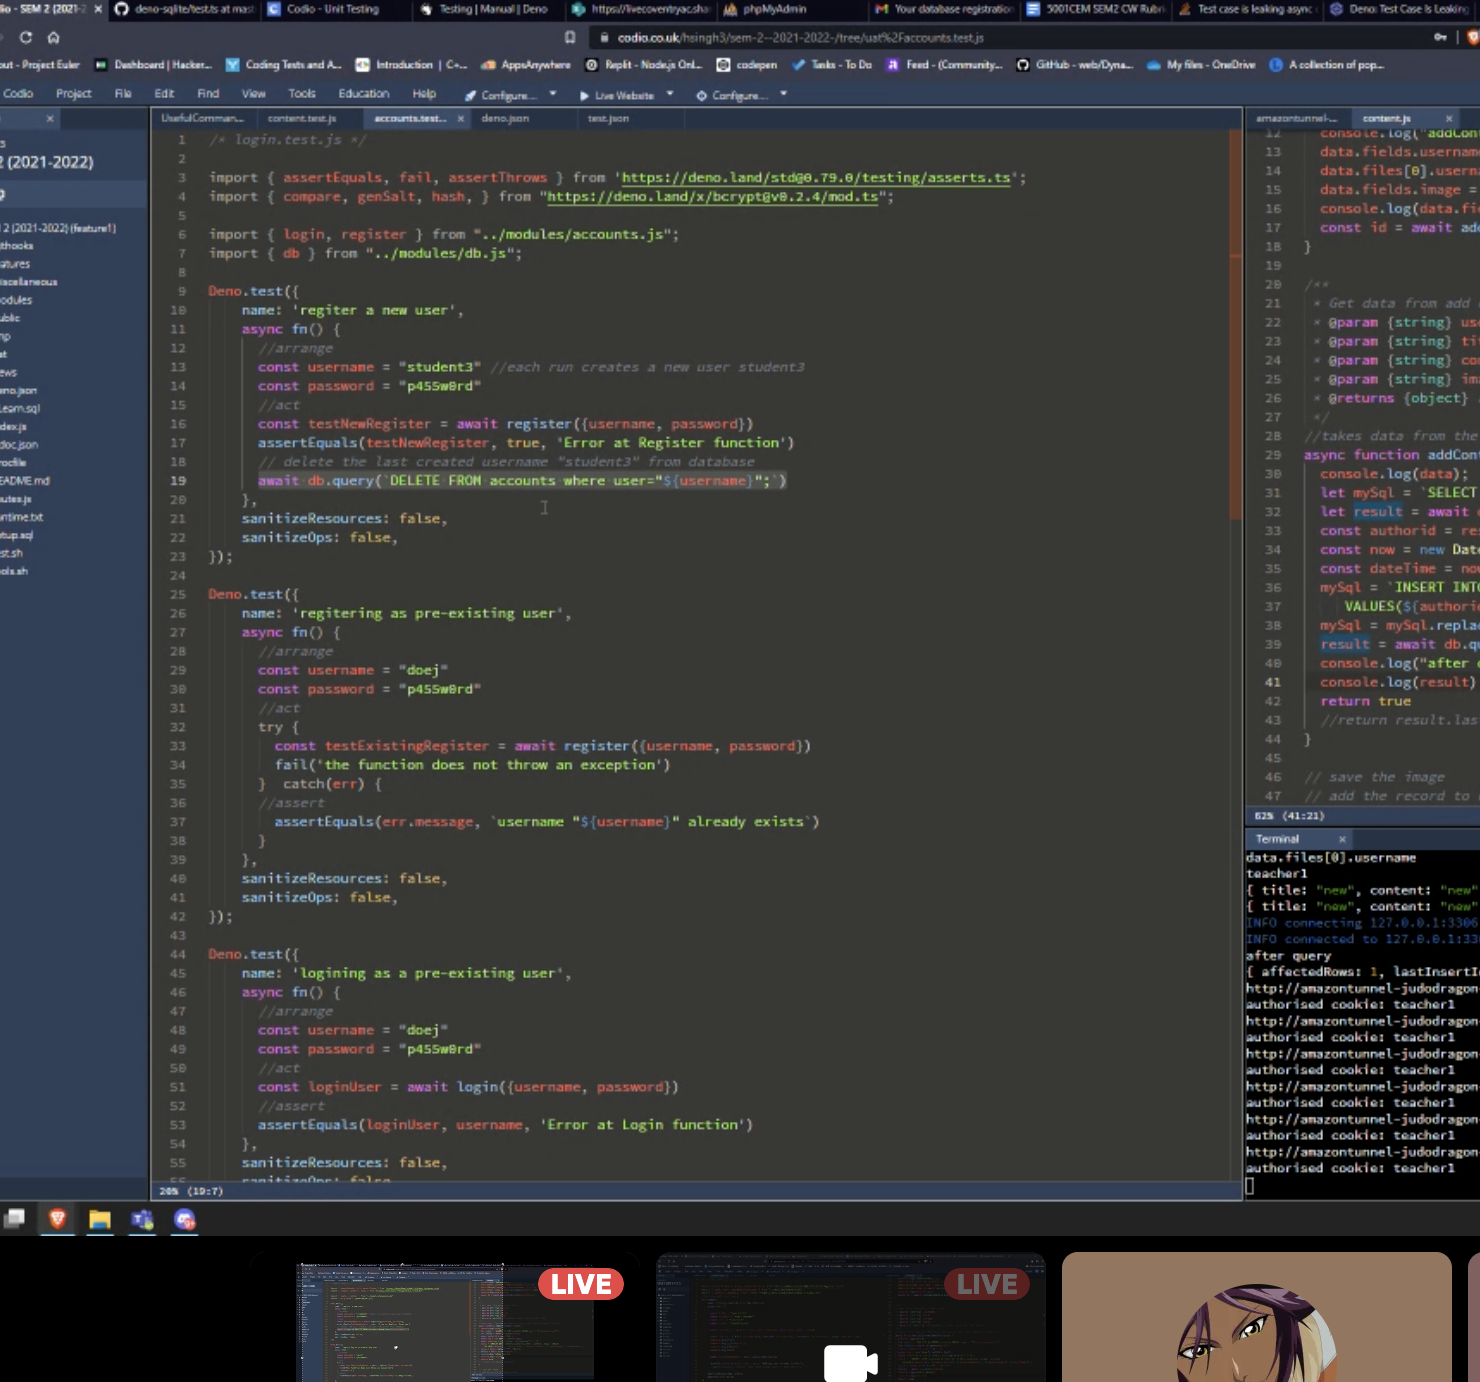 dio - SEM 2 (2021-2
deno-sqlite/test.ts at mast
Codio - Unit Testing
Testing | Manual | Deno
https://livecoventryac.sha
phpMyAdmin
Your database registration
5001CEM SEM2 CW Rubri
Test case is leaking async
Deno: Test Case Is Leaking
codio.co.uk/hsingh3/sem-2--2021-2022-/tree/uat%2Faccounts.test.js
out - Project Euler
Dashboard | Hacker...
Coding Tests and A...
Introduction | C+...
AppsAnywhere
Replit - Node.js Onl...
codepen
Tasks - To Do
Feed - (Community...
GitHub - web/Dyna...
My files - OneDrive
A collection of pop...
Codio Project File Edit Find View Tools Education Help Configure... Live Website Configure...
UsefulComman... content.test.js accounts.test... deno.json test.json
2 (2021-2022)
2 (2021-2022) (feature1)
thooks
atures
iscellaneous
odules
ublic
mp
at
ews
eno.json
Learn.sql
dex.js
doc.json
rocfile
EADME.md
utes.js
ntime.txt
tup.sql
st.sh
ols.sh
1 /* login.test.js */
2
3 import { assertEquals, fail, assertThrows } from 'https://deno.land/std@0.79.0/testing/asserts.ts';
4 import { compare, genSalt, hash, } from "https://deno.land/x/bcrypt@v0.2.4/mod.ts";
5
6 import { login, register } from "../modules/accounts.js";
7 import { db } from "../modules/db.js";
8
9 Deno.test({
10 name: 'regiter a new user',
11 async fn() {
12 //arrange
13 const username = "student3" //each run creates a new user student3
14 const password = "p455w0rd"
15 //act
16 const testNewRegister = await register({username, password})
17 assertEquals(testNewRegister, true, 'Error at Register function')
18 // delete the last created username "student3" from database
19 await db.query(`DELETE FROM accounts where user="${username}";`)
20 },
21 sanitizeResources: false,
22 sanitizeOps: false,
23 });
24
25 Deno.test({
26 name: 'regitering as pre-existing user',
27 async fn() {
28 //arrange
29 const username = "doej"
30 const password = "p455w0rd"
31 //act
32 try {
33 const testExistingRegister = await register({username, password})
34 fail('the function does not throw an exception')
35 } catch(err) {
36 //assert
37 assertEquals(err.message, `username "${username}" already exists`)
38 }
39 },
40 sanitizeResources: false,
41 sanitizeOps: false,
42 });
43
44 Deno.test({
45 name: 'logining as a pre-existing user',
46 async fn() {
47 //arrange
48 const username = "doej"
49 const password = "p455w0rd"
50 //act
51 const loginUser = await login({username, password})
52 //assert
53 assertEquals(loginUser, username, 'Error at Login function')
54 },
55 sanitizeResources: false,
sanitizeOps: false
20% (19:7)
amazontunnel-... content.js
12 console.log("addCon
13 data.fields.username
14 data.files[0].userna
15 data.fields.image =
16 console.log(data.fie
17 const id = await add
18 }
19
20 /**
21 * Get data from add
22 * @param {string} use
23 * @param {string} tit
24 * @param {string} con
25 * @param {string} ima
26 * @returns {object}
27 */
28 //takes data from the
29 async function addCont
30 console.log(data);
31 let mySql = `SELECT
32 let result = await d
33 const authorid = res
34 const now = new Date
35 const dateTime = now
36 mySql = `INSERT INTO
37 VALUES(${authori
38 mySql = mySql.repla
39 result = await db.qu
40 console.log("after
41 console.log(result)
42 return true
43 //return result.las
44 }
45
46 // save the image
47 // add the record to
62% (41:21)
Terminal
data.files[0].username
teacher1
{ title: "new", content: "new"
{ title: "new", content: "new"
INFO connecting 127.0.0.1:3306
INFO connected to 127.0.0.1:33
after query
{ affectedRows: 1, lastInsertI
http://amazontunnel-judodragon
authorised cookie: teacher1
http://amazontunnel-judodragon
authorised cookie: teacher1
http://amazontunnel-judodragon
authorised cookie: teacher1
http://amazontunnel-judodragon
authorised cookie: teacher1
http://amazontunnel-judodragon
authorised cookie: teacher1
http://amazontunnel-judodragon
authorised cookie: teacher1
LIVE
LIVE